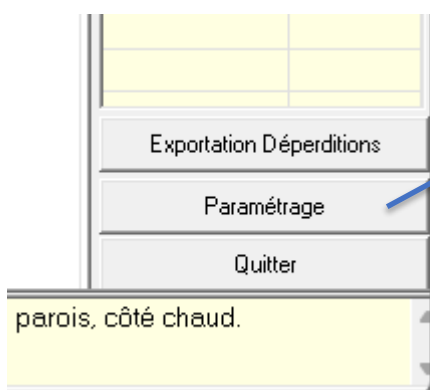 Exportation Déperditions
Paramétrage
Quitter
parois, côté chaud.